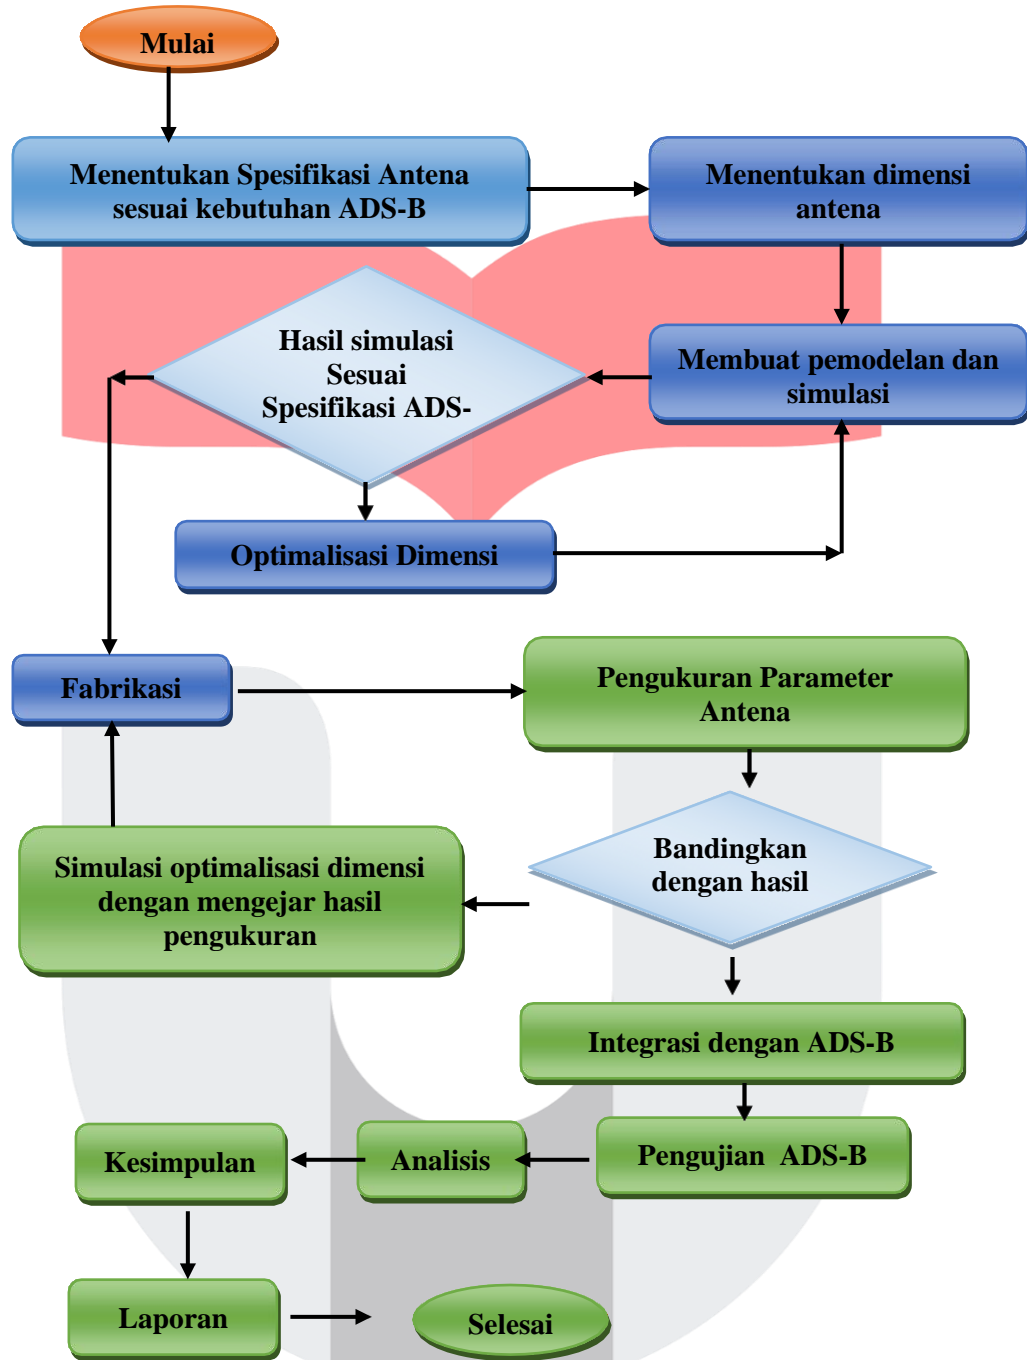 Mulai
Menentukan Spesifikasi Antena
sesuai kebutuhan ADS-B
Menentukan dimensi
antena
Membuat pemodelan dan
simulasi
Hasil simulasi
Sesuai
Spesifikasi ADS-
Optimalisasi Dimensi
Fabrikasi
Pengukuran Parameter
Antena
Bandingkan
dengan hasil
Simulasi optimalisasi dimensi
dengan mengejar hasil
pengukuran
Integrasi dengan ADS-B
Pengujian  ADS-B
Analisis
Kesimpulan
Laporan
Selesai